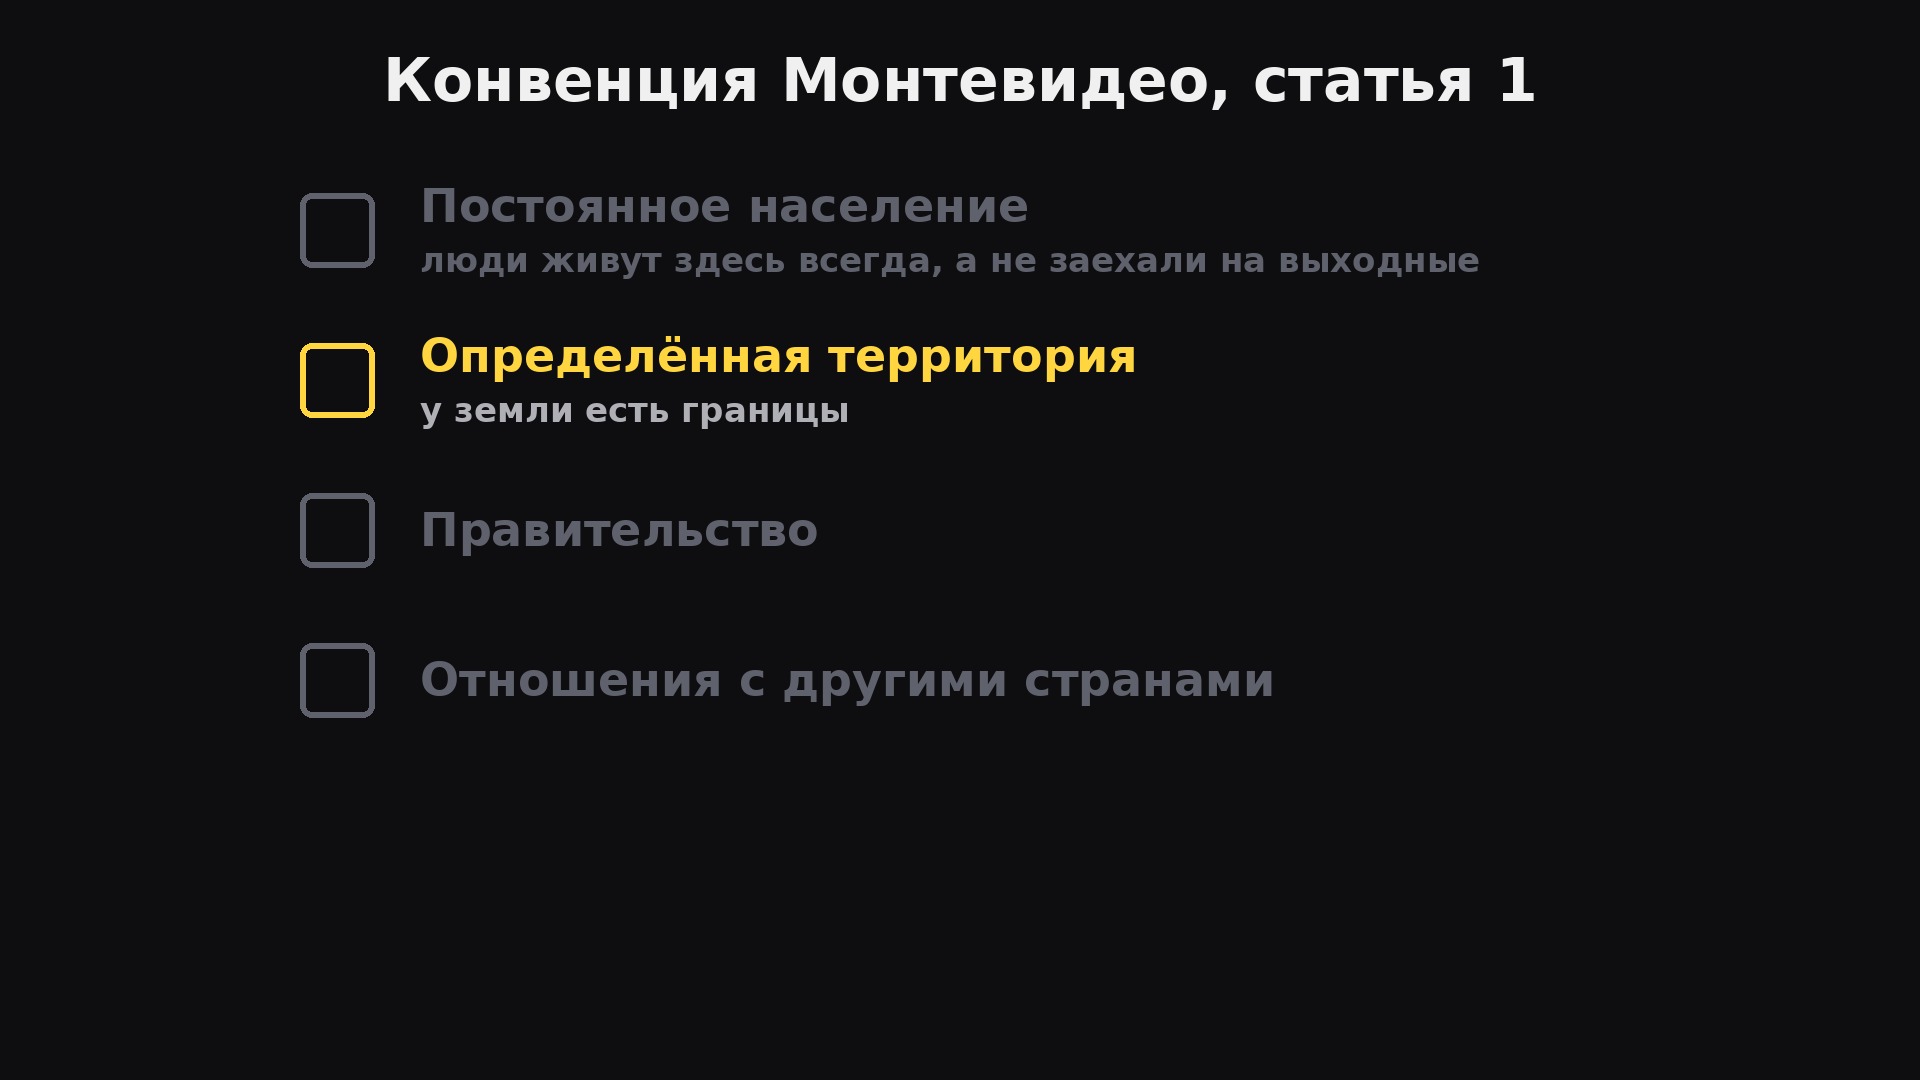 Конвенция Монтевидео, статья 1
Постоянное население
люди живут здесь всегда, а не заехали на выходные
Определённая территория
у земли есть границы
Правительство
Отношения с другими странами